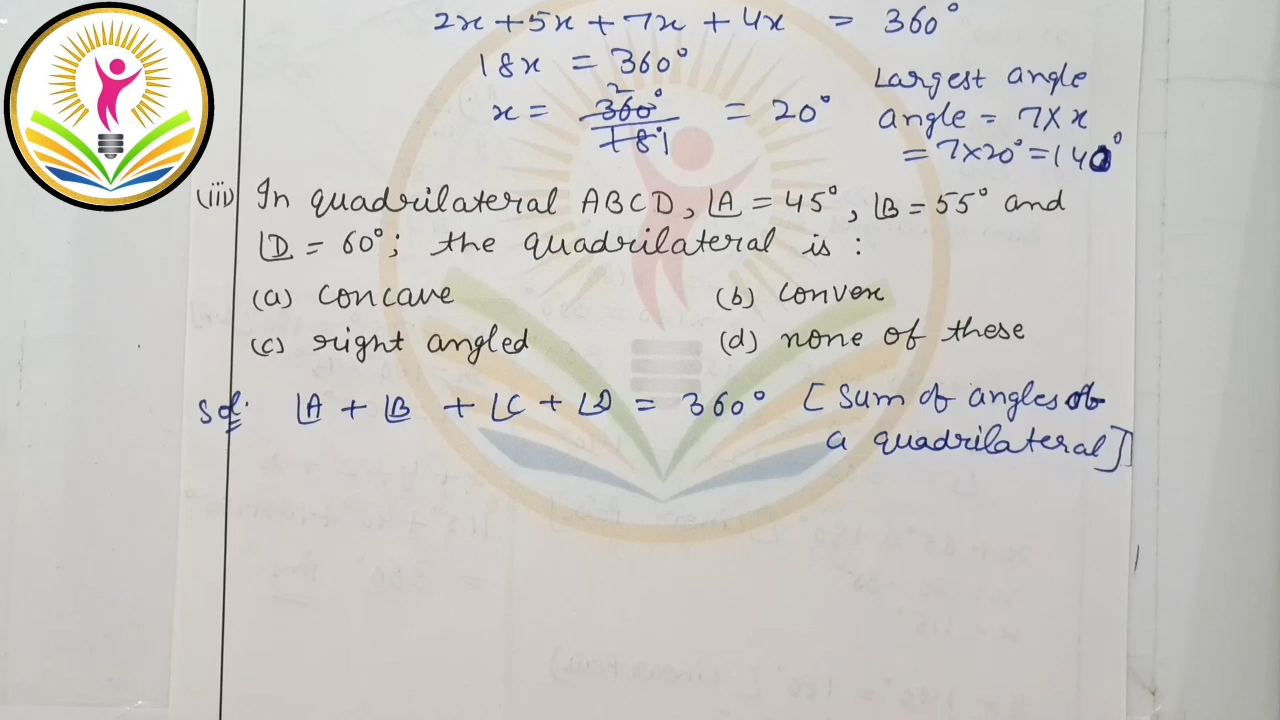 2x + 5x + 7x + 4x = 360°
18x = 360°
x = 360°/18 = 20°
2
1
Largest angle
angle = 7 × x
= 7×20° = 140°
(iii) In quadrilateral ABCD, ∠A = 45°, ∠B = 55° and
∠D = 60°; the quadrilateral is :
(a) concave (b) convex
(c) right angled (d) none of these
Sol. ∠A + ∠B + ∠C + ∠D = 360° [Sum of angles of
a quadrilateral]